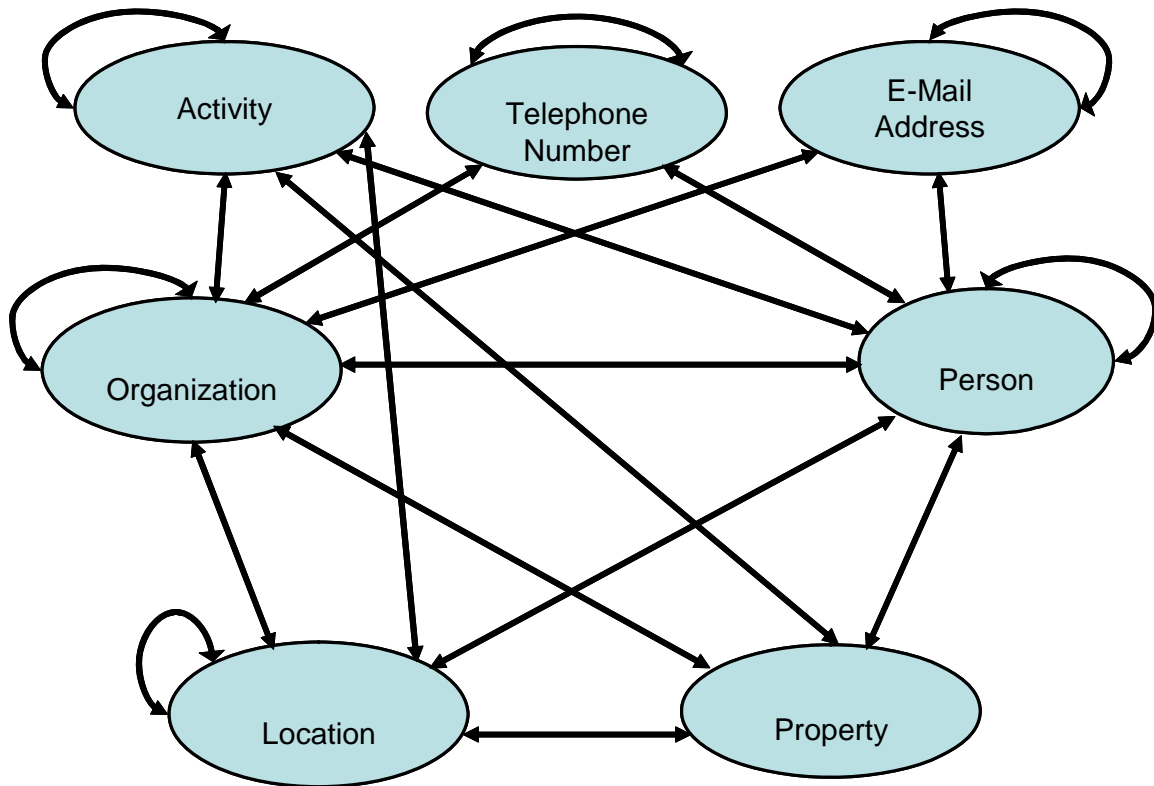 Activity
Telephone
Number
E-Mail
Address
Organization
Person
Location
Property